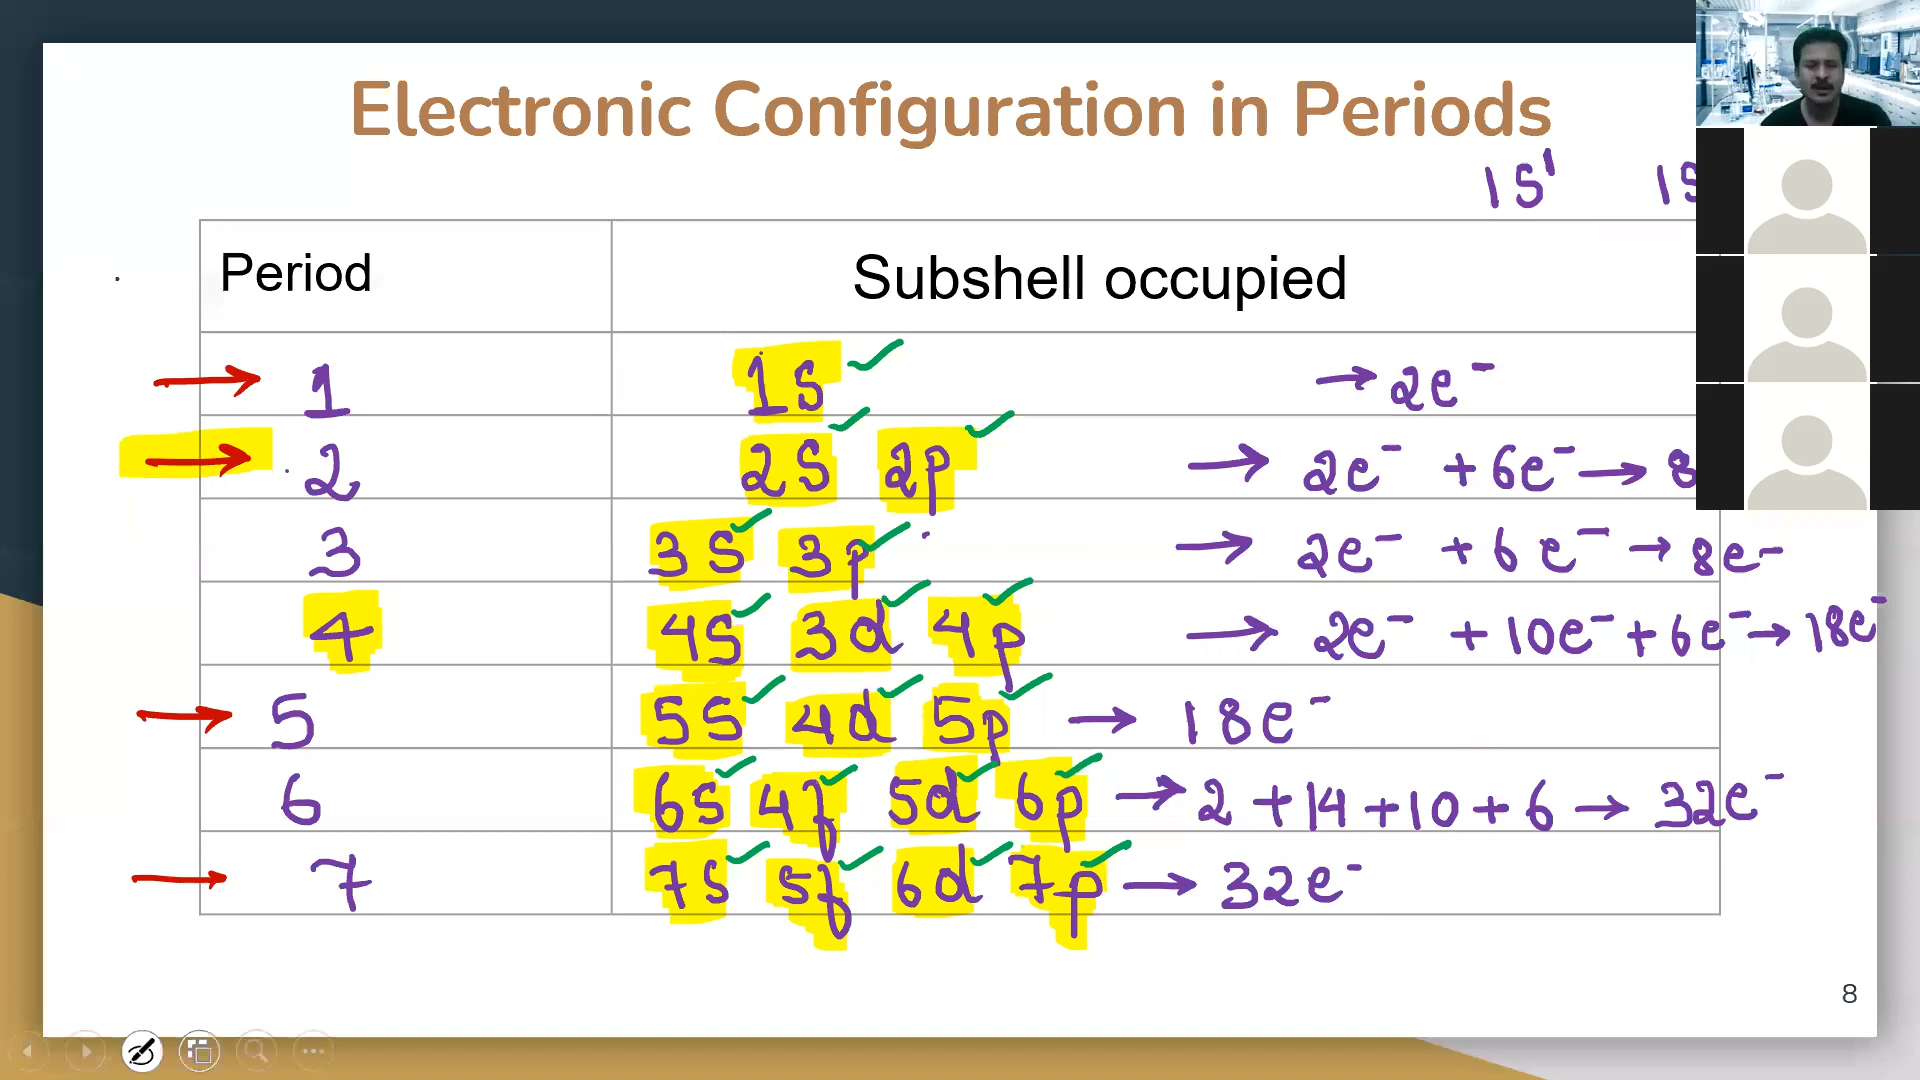 Electronic Configuration in Periods
1S¹ 1S
Period Subshell occupied
1 1S → 2e⁻
2 2S 2p → 2e⁻ + 6e⁻ → 8
3 3S 3p → 2e⁻ + 6e⁻ → 8e⁻
4 4S 3d 4p → 2e⁻ + 10e⁻ + 6e⁻ → 18e⁻
5 5S 4d 5p → 18e⁻
6 6S 4f 5d 6p → 2 + 14 + 10 + 6 → 32e⁻
7 7S 5f 6d 7p → 32e⁻
8